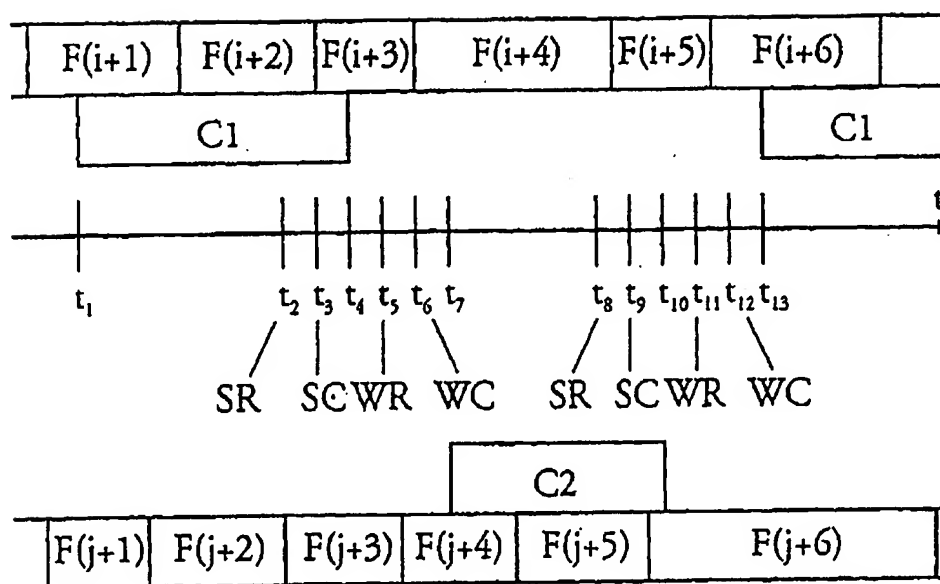 F(i+1) F(i+2) F(i+3) F(i+4) F(i+5) F(i+6)
C1 C1
t
t₁ t₂ t₃ t₄ t₅ t₆ t₇ t₈ t₉ t₁₀ t₁₁ t₁₂ t₁₃
SR SC WR WC SR SC WR WC
C2
F(j+1) F(j+2) F(j+3) F(j+4) F(j+5) F(j+6)